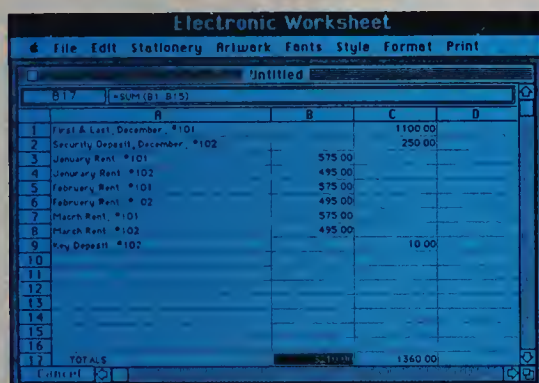 Electronic Worksheet
File Edit Stationery Artwork Fonts Style Format Print
Untitled
B17 =SUM(B1 B15)
A B C D
1 First & Last, December, #101 1100 00
2 Security Deposit, December, #102 250 00
3 January Rent #101 575 00
4 Janurary Rent #102 495 00
5 February Rent #101 575 00
6 February Rent # 02 495 00
7 Macrh Rent, #101 575 00
8 March Rent #102 495 00
9 Key Deposit #102 10 00
10
11
12
13
14
15
16
17 TOTALS 1360 00
Cancel